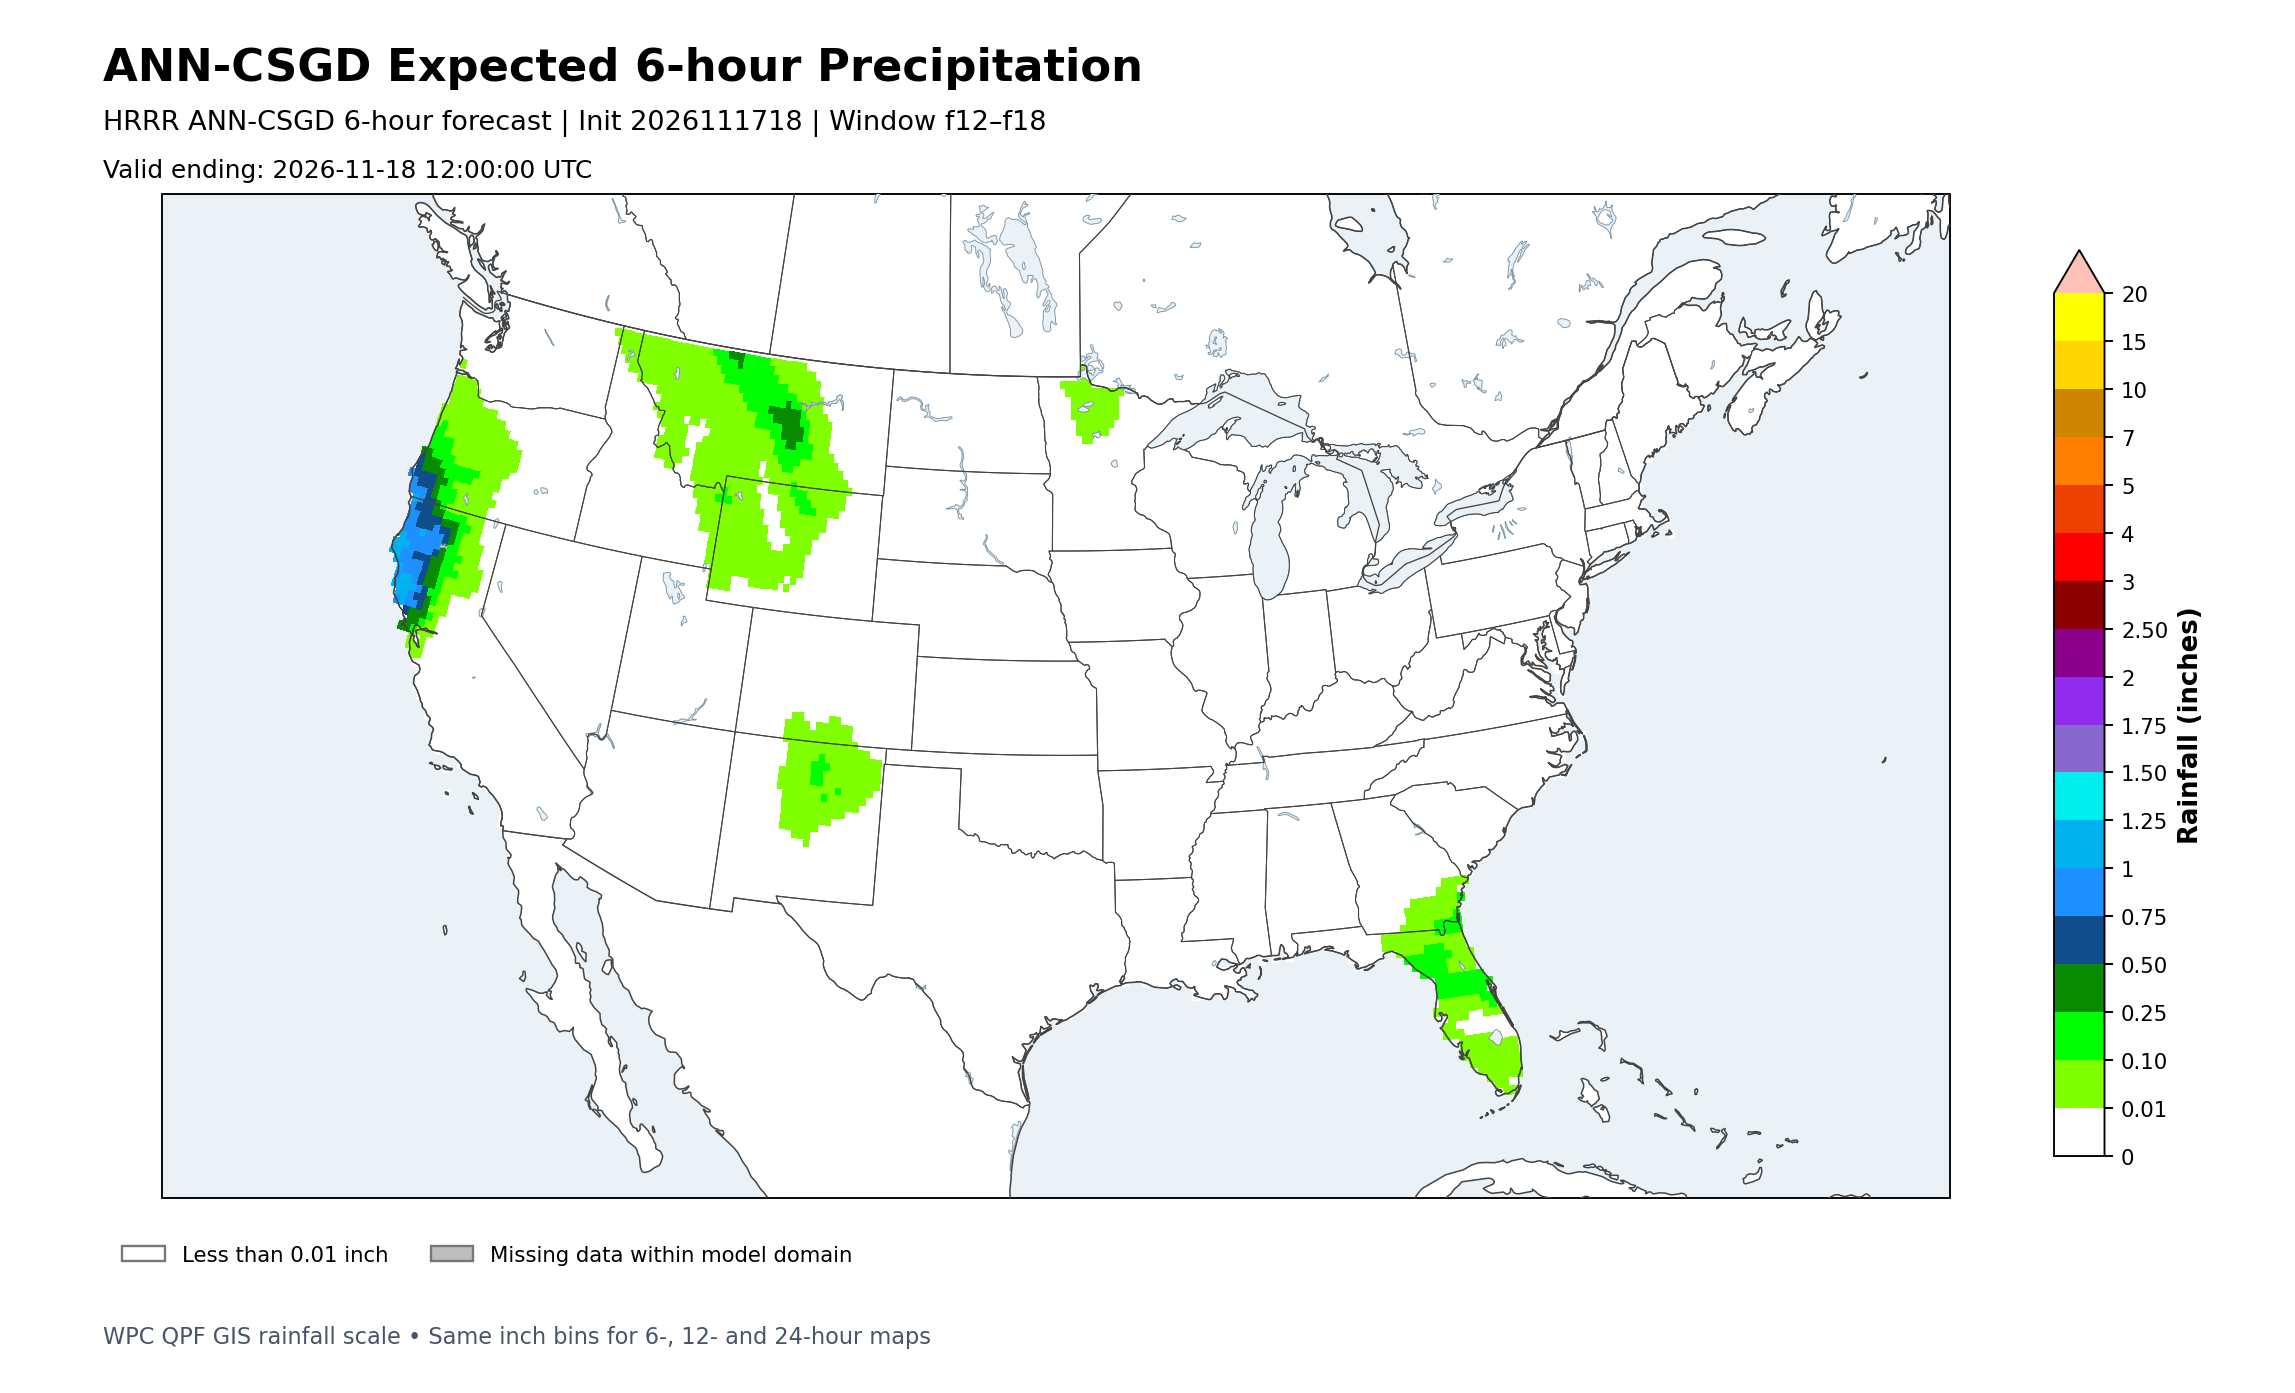 ANN-CSGD Expected 6-hour Precipitation
HRRR ANN-CSGD 6-hour forecast | Init 2026111718 | Window f12–f18
Valid ending: 2026-11-18 12:00:00 UTC
20
15
10
7
5
4
3
2.50
2
1.75
1.50
1.25
1
0.75
0.50
0.25
0.10
0.01
0
Rainfall (inches)
Less than 0.01 inch
Missing data within model domain
WPC QPF GIS rainfall scale • Same inch bins for 6-, 12- and 24-hour maps